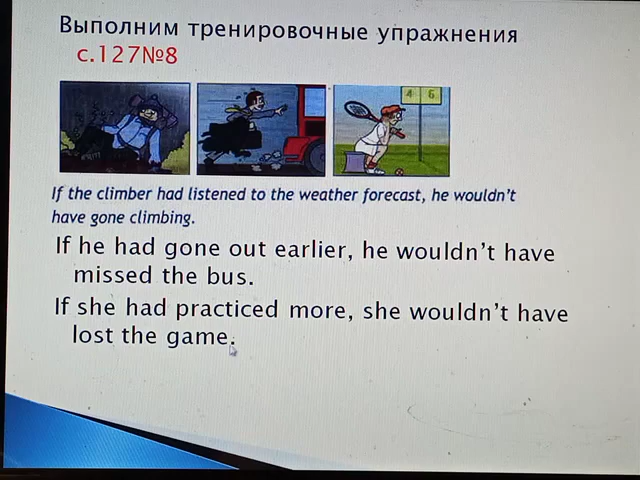 Выполним тренировочные упражнения
с.127№8
4 6
If the climber had listened to the weather forecast, he wouldn't
have gone climbing.
If he had gone out earlier, he wouldn't have
missed the bus.
If she had practiced more, she wouldn't have
lost the game.